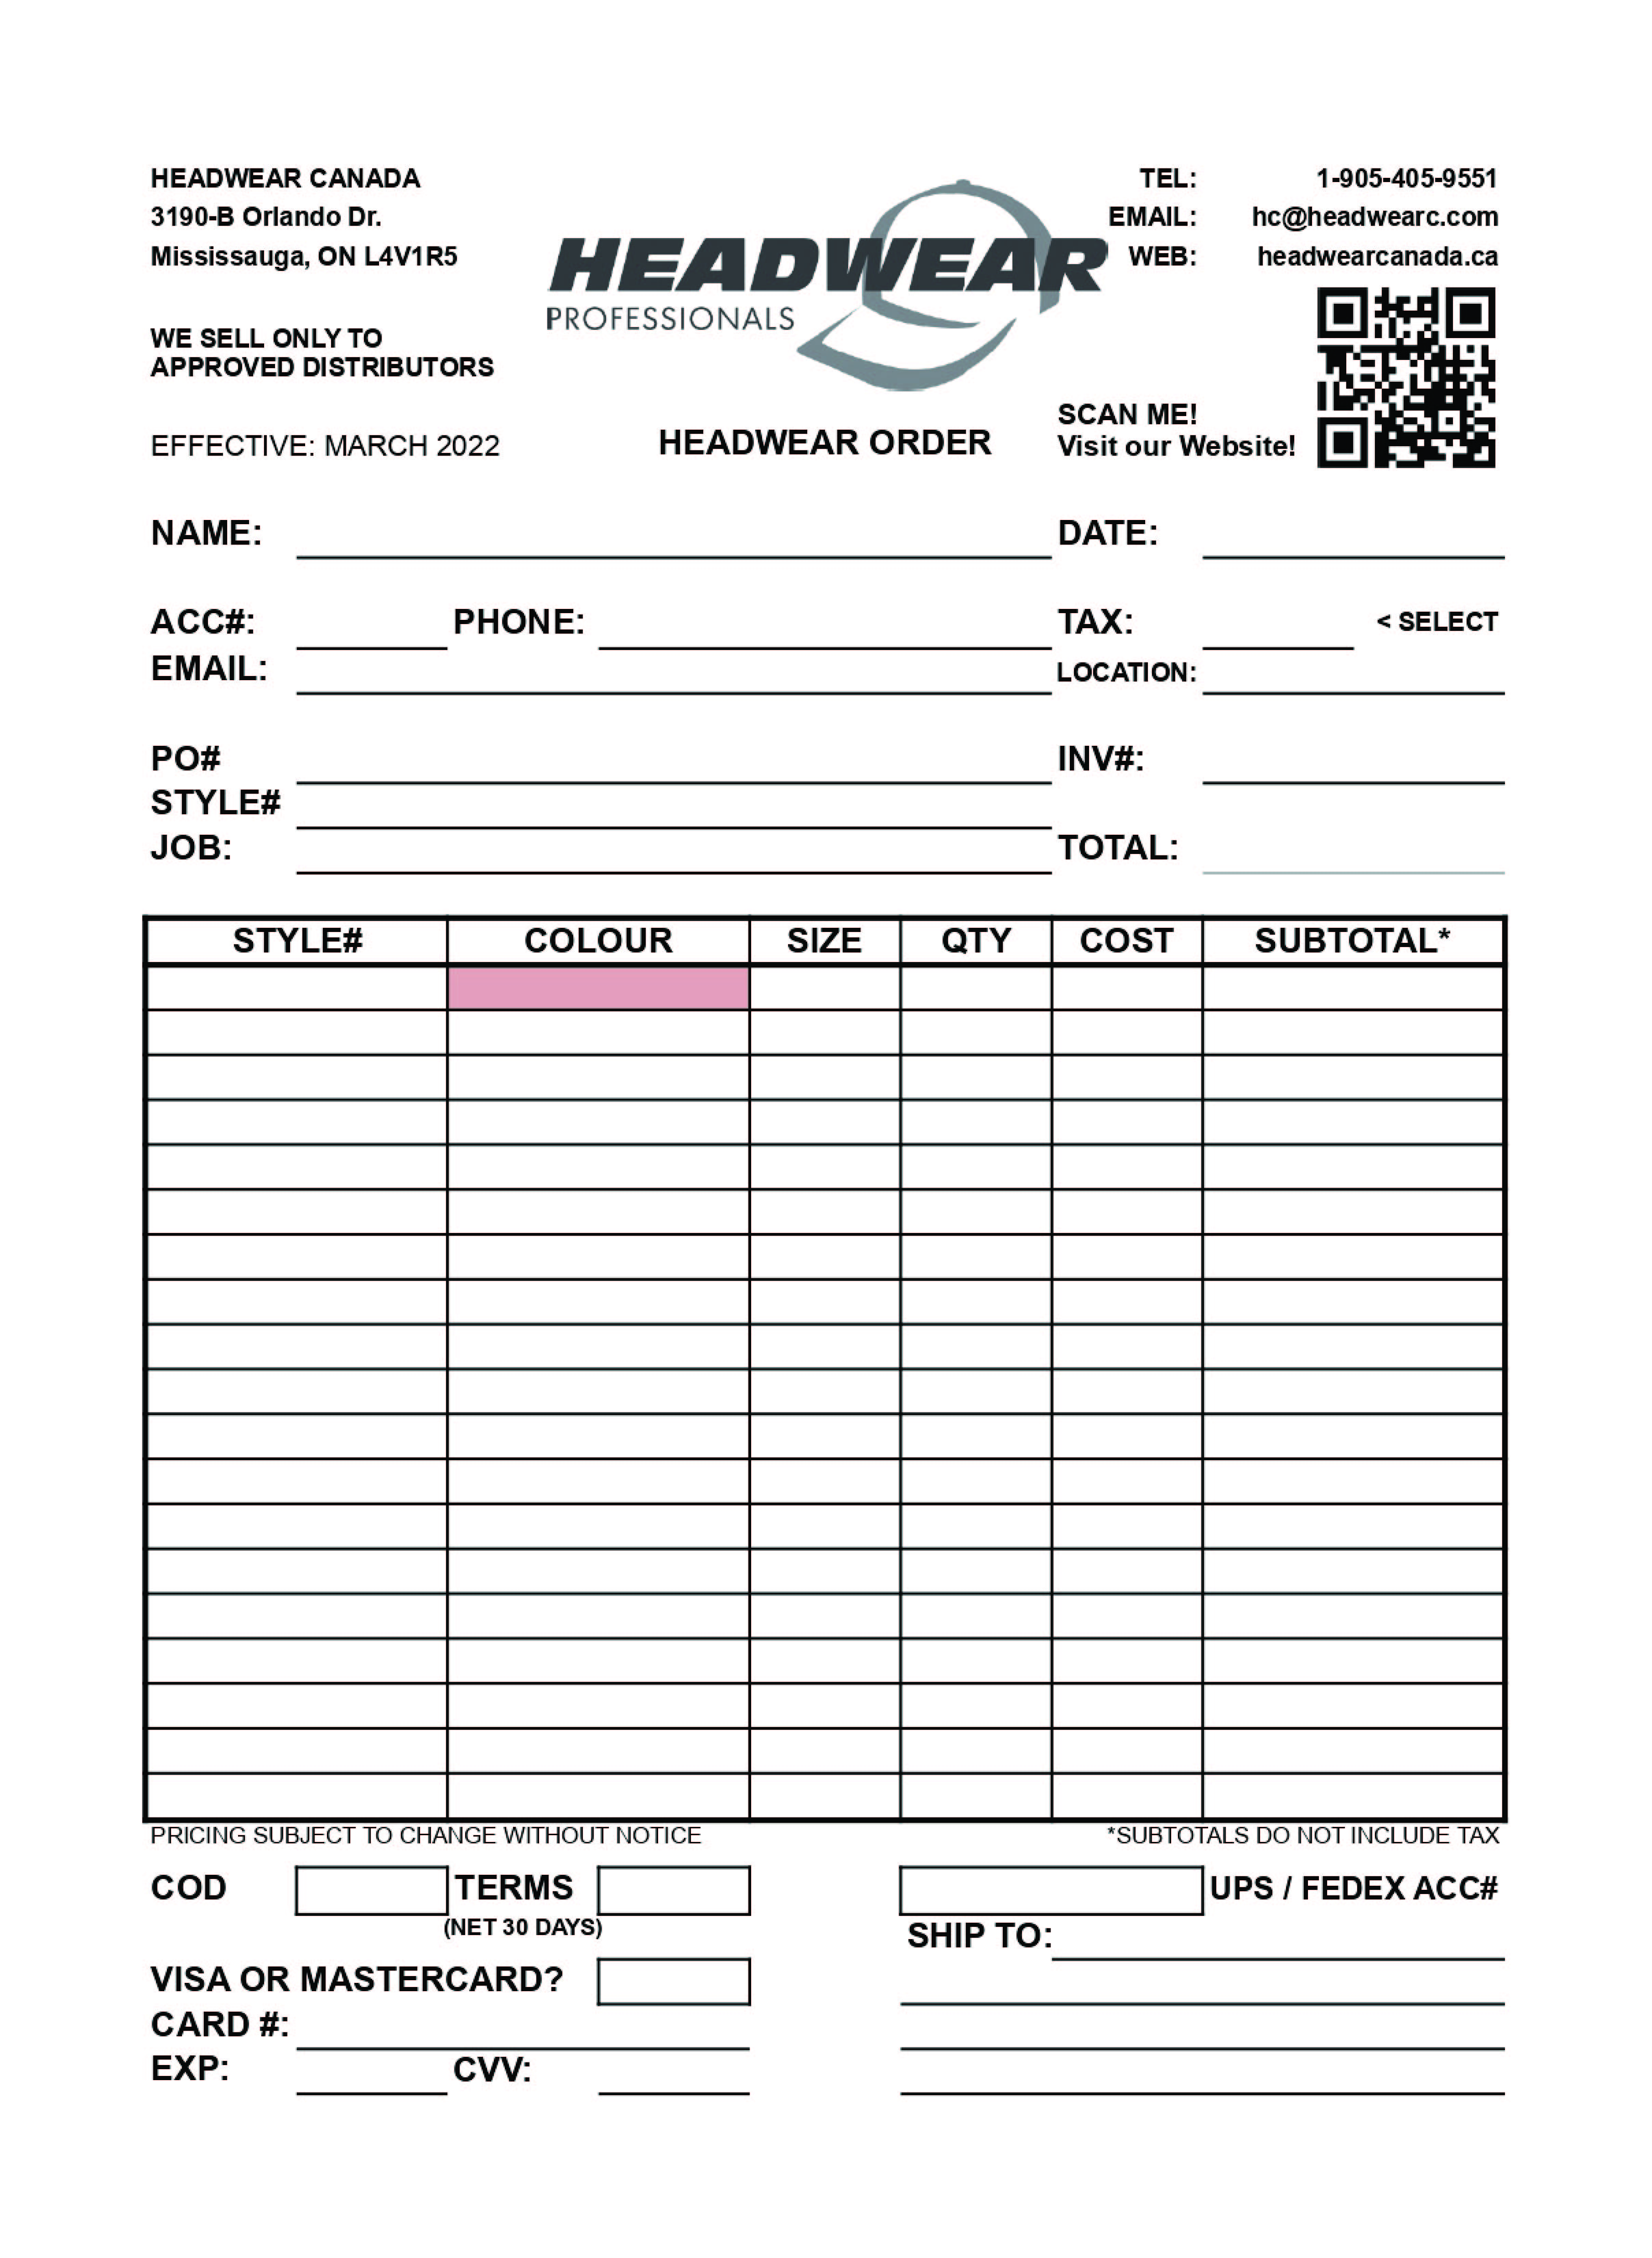 HEADWEAR CANADA
3190-B Orlando Dr.
Mississauga, ON L4V1R5
WE SELL ONLY TO
APPROVED DISTRIBUTORS
EFFECTIVE: MARCH 2022
HEADWEAR
PROFESSIONALS
HEADWEAR ORDER
TEL: 1-905-405-9551
EMAIL: hc@headwearc.com
WEB: headwearcanada.ca
SCAN ME!
Visit our Website!
NAME: DATE:
ACC#: PHONE: TAX: < SELECT
EMAIL: LOCATION:
PO# INV#:
STYLE#
JOB: TOTAL:
STYLE# COLOUR SIZE QTY COST SUBTOTAL*
PRICING SUBJECT TO CHANGE WITHOUT NOTICE *SUBTOTALS DO NOT INCLUDE TAX
COD TERMS UPS / FEDEX ACC#
(NET 30 DAYS)
SHIP TO:
VISA OR MASTERCARD?
CARD #:
EXP: CVV: